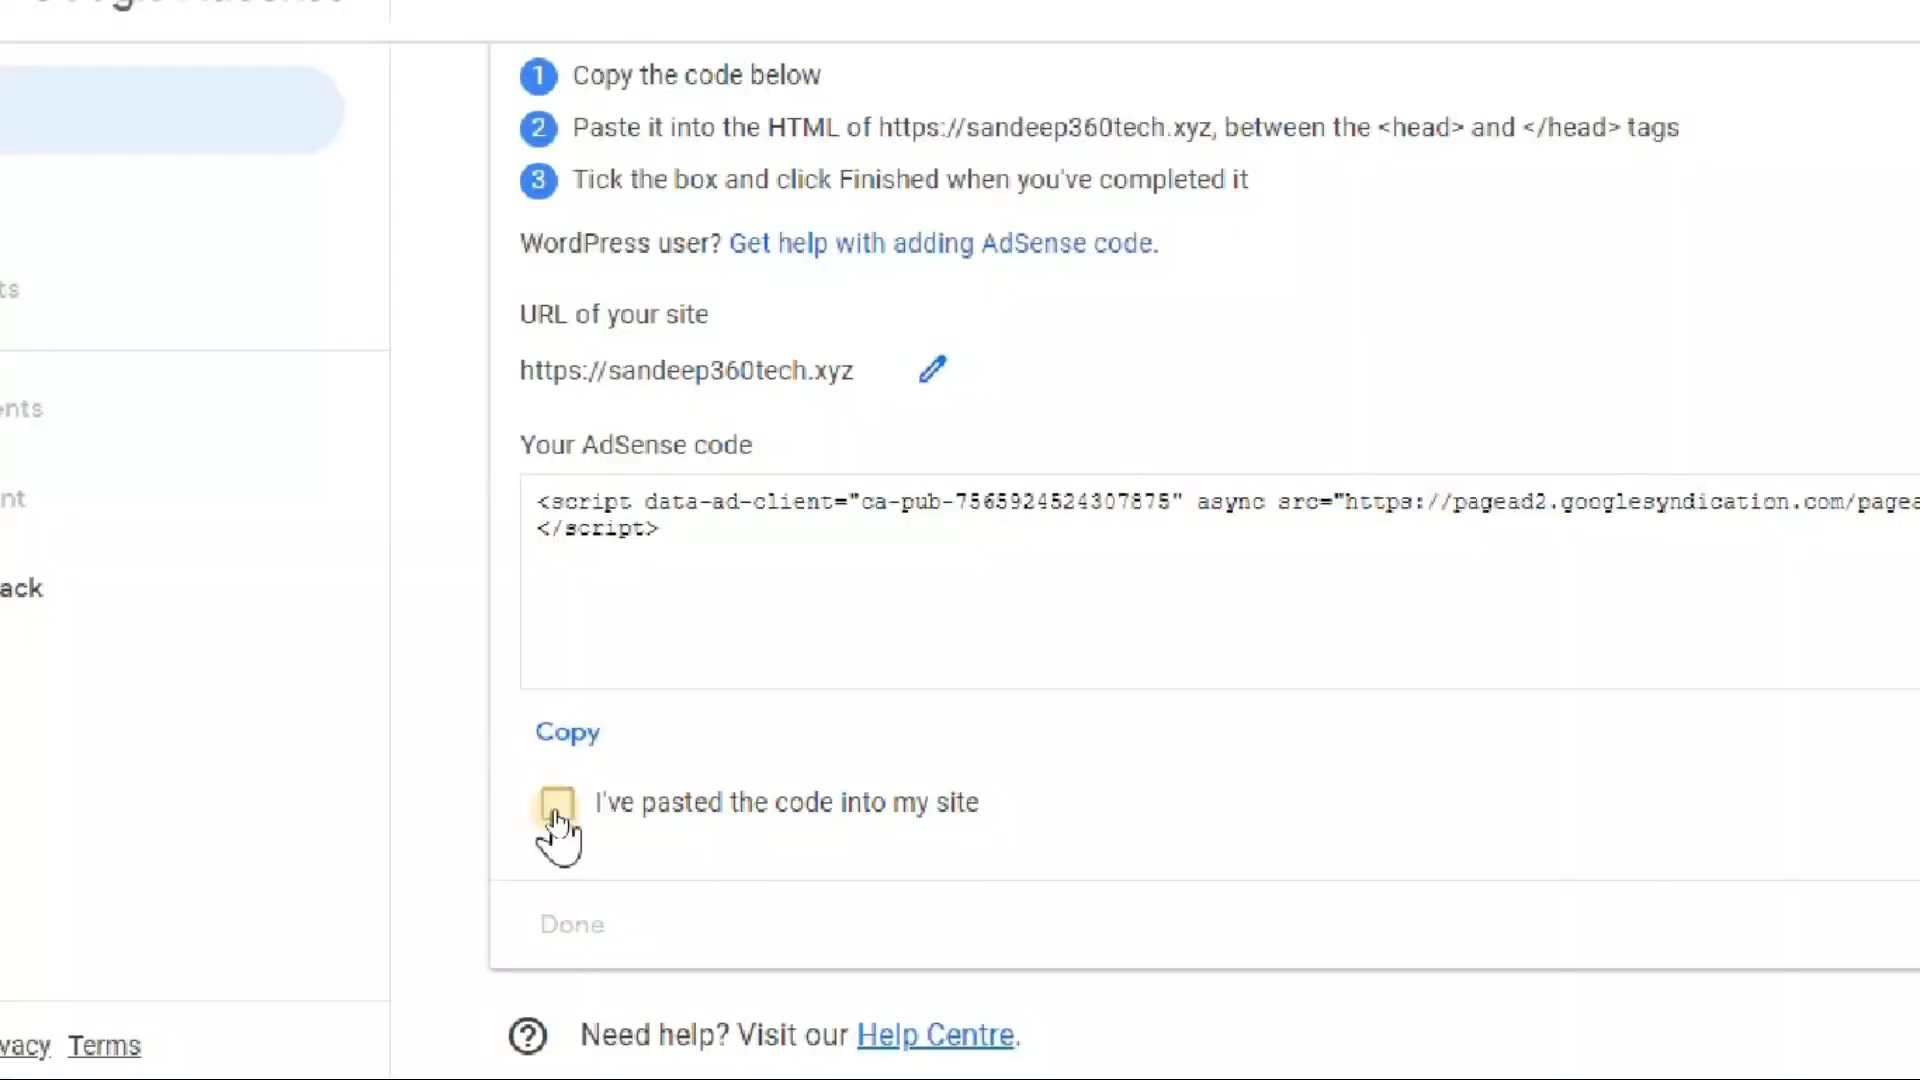 1 Copy the code below
2 Paste it into the HTML of https://sandeep360tech.xyz, between the <head> and </head> tags
3 Tick the box and click Finished when you've completed it
WordPress user? Get help with adding AdSense code.
ts
URL of your site
https://sandeep360tech.xyz
ents
Your AdSense code
nt
<script data-ad-client="ca-pub-7565924524307875" async src="https://pagead2.googlesyndication.com/pagea
</script>
ack
Copy
I've pasted the code into my site
Done
Need help? Visit our Help Centre.
vacy Terms